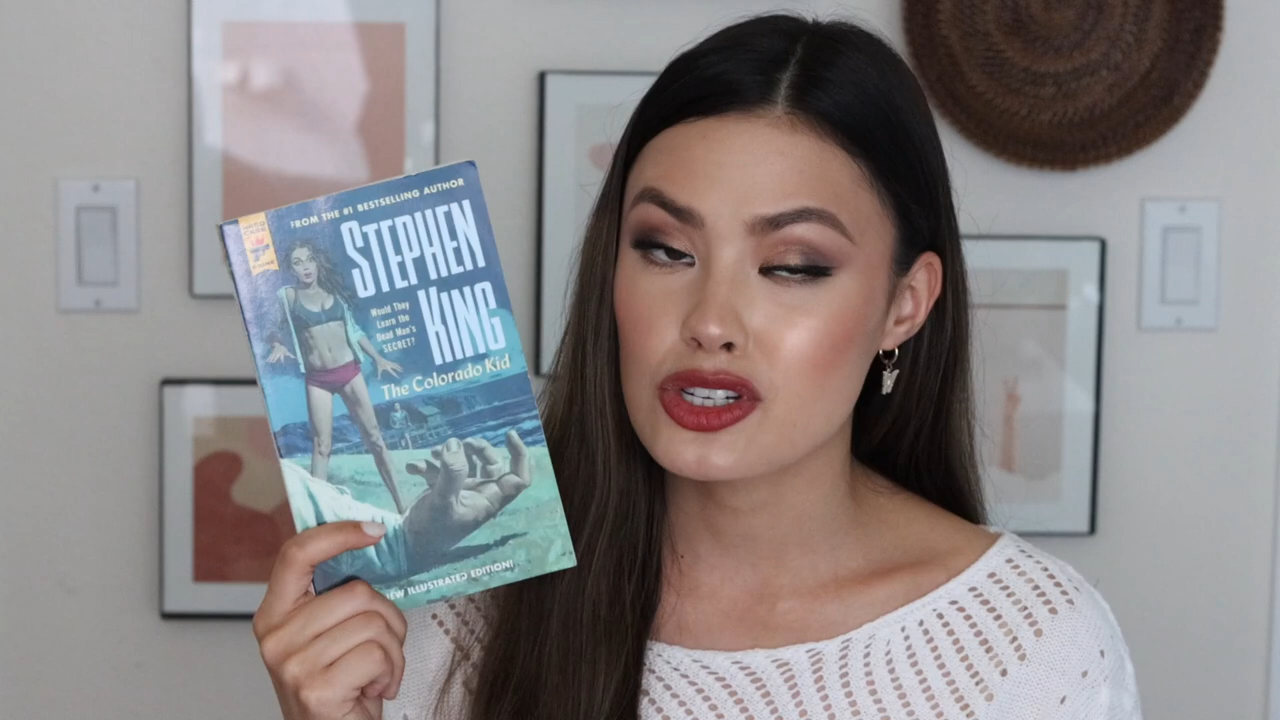 FROM THE #1 BESTSELLING AUTHOR
STEPHEN
KING
Would They
Learn the
Dead Man's
SECRET?
The Colorado Kid
NEW ILLUSTRATED EDITION!